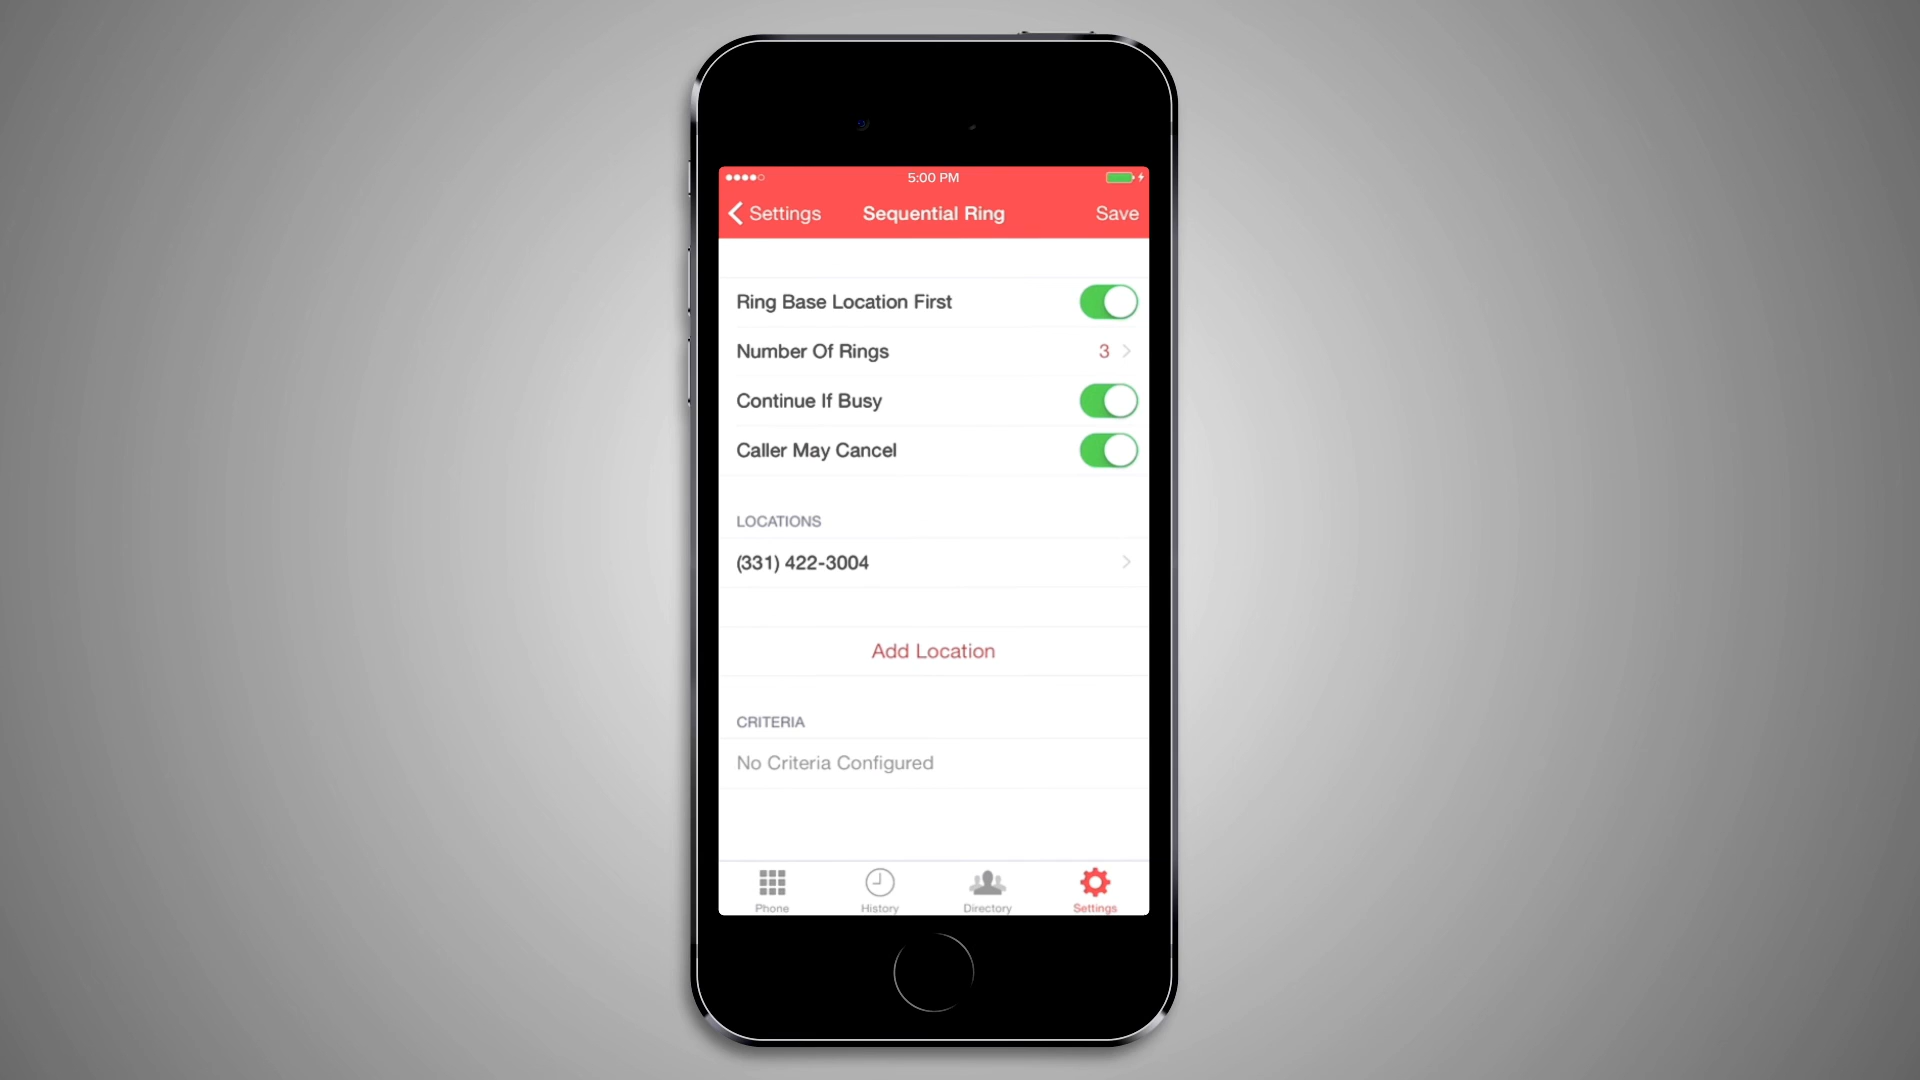 5:00 PM
Settings Sequential Ring Save
Ring Base Location First
Number Of Rings 3
Continue If Busy
Caller May Cancel
LOCATIONS
(331) 422-3004
Add Location
CRITERIA
No Criteria Configured
Phone History Directory Settings